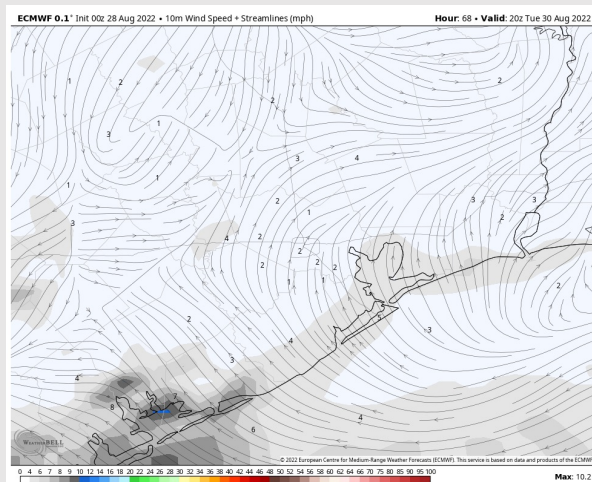 ECMWF 0.1° Init 00z 28 Aug 2022 • 10m Wind Speed + Streamlines (mph) Hour: 68 • Valid: 20z Tue 30 Aug 2022
1 2 2 2
3 1
3 4
1 1
2 3 3
3 1 2
4 2
2 2
2 2 2
1 1 2
2 5
3
4
3
4
8 7
4
6
WeatherBELL
© 2022 European Centre for Medium-Range Weather Forecasts (ECMWF). This service is based on data and products of the ECMWF
0 4 6 7 8 9 10 12 14 16 18 20 22 24 26 28 30 32 34 36 38 40 42 44 46 48 50 52 54 56 58 60 62 64 66 70 75 80 85 90 95 100
Max: 10.2